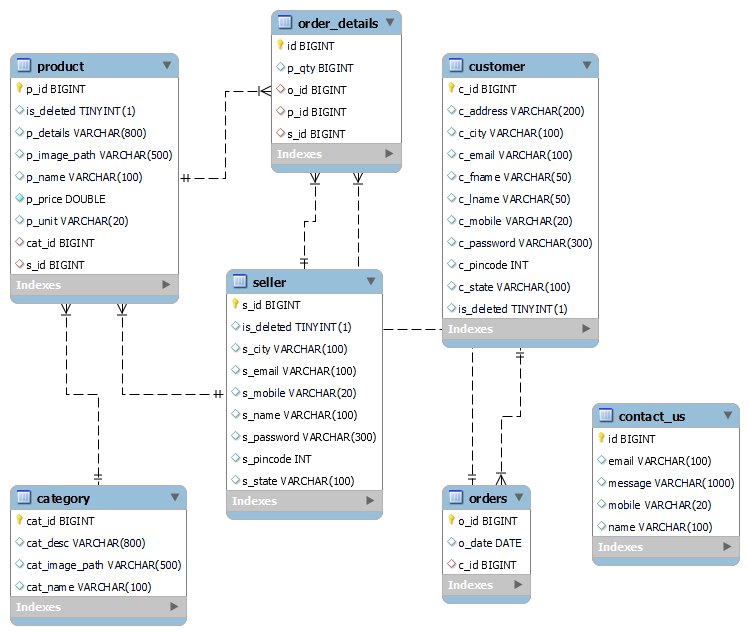 order_details
id BIGINT
p_qty BIGINT
o_id BIGINT
p_id BIGINT
s_id BIGINT
Indexes
product
p_id BIGINT
is_deleted TINYINT(1)
p_details VARCHAR(800)
p_image_path VARCHAR(500)
p_name VARCHAR(100)
p_price DOUBLE
p_unit VARCHAR(20)
cat_id BIGINT
s_id BIGINT
Indexes
customer
c_id BIGINT
c_address VARCHAR(200)
c_city VARCHAR(100)
c_email VARCHAR(100)
c_fname VARCHAR(50)
c_lname VARCHAR(50)
c_mobile VARCHAR(20)
c_password VARCHAR(300)
c_pincode INT
c_state VARCHAR(100)
is_deleted TINYINT(1)
Indexes
seller
s_id BIGINT
is_deleted TINYINT(1)
s_city VARCHAR(100)
s_email VARCHAR(100)
s_mobile VARCHAR(20)
s_name VARCHAR(100)
s_password VARCHAR(300)
s_pincode INT
s_state VARCHAR(100)
Indexes
contact_us
id BIGINT
email VARCHAR(100)
message VARCHAR(1000)
mobile VARCHAR(20)
name VARCHAR(100)
Indexes
category
cat_id BIGINT
cat_desc VARCHAR(800)
cat_image_path VARCHAR(500)
cat_name VARCHAR(100)
Indexes
orders
o_id BIGINT
o_date DATE
c_id BIGINT
Indexes